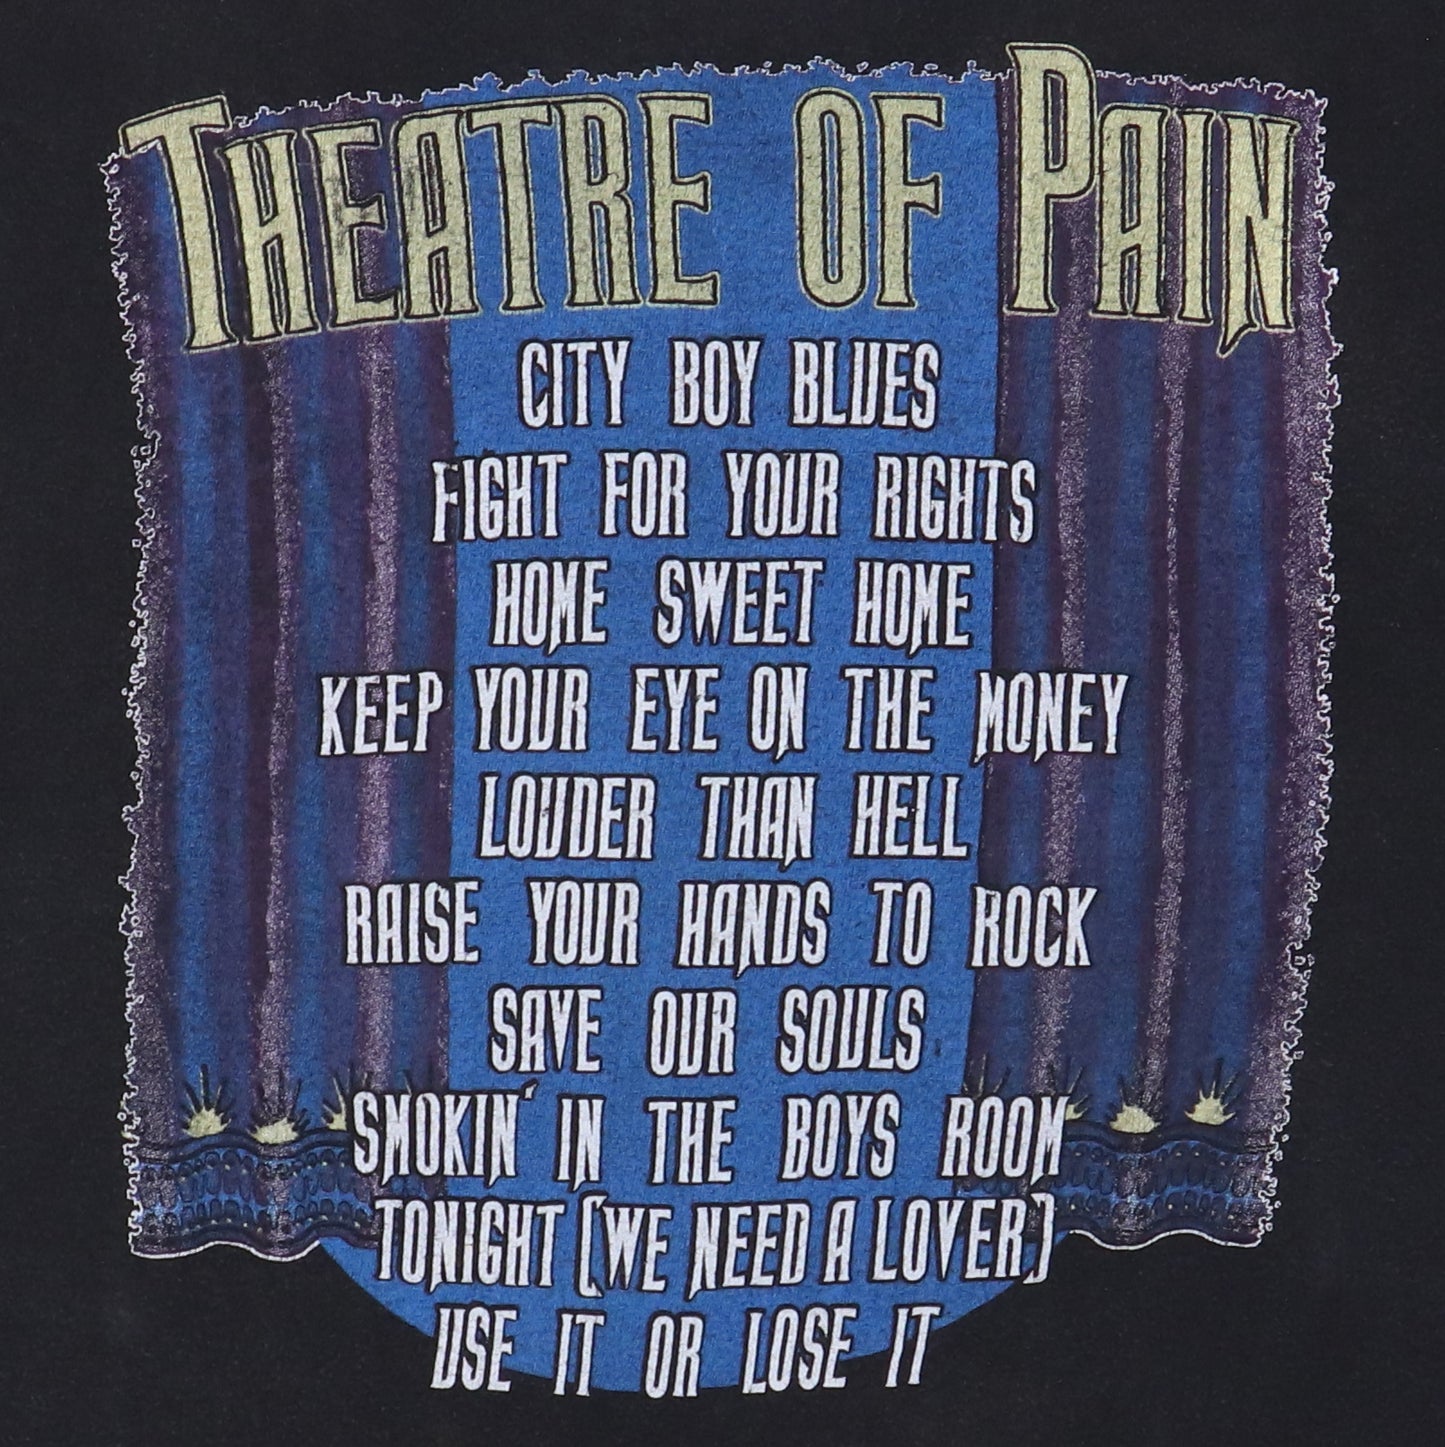 THEATRE OF PAIN
CITY BOY BLUES
FIGHT FOR YOUR RIGHTS
HOME SWEET HOME
KEEP YOUR EYE ON THE MONEY
LOUDER THAN HELL
RAISE YOUR HANDS TO ROCK
SAVE OUR SOULS
SMOKIN' IN THE BOYS ROOM
TONIGHT (WE NEED A LOVER)
USE IT OR LOSE IT